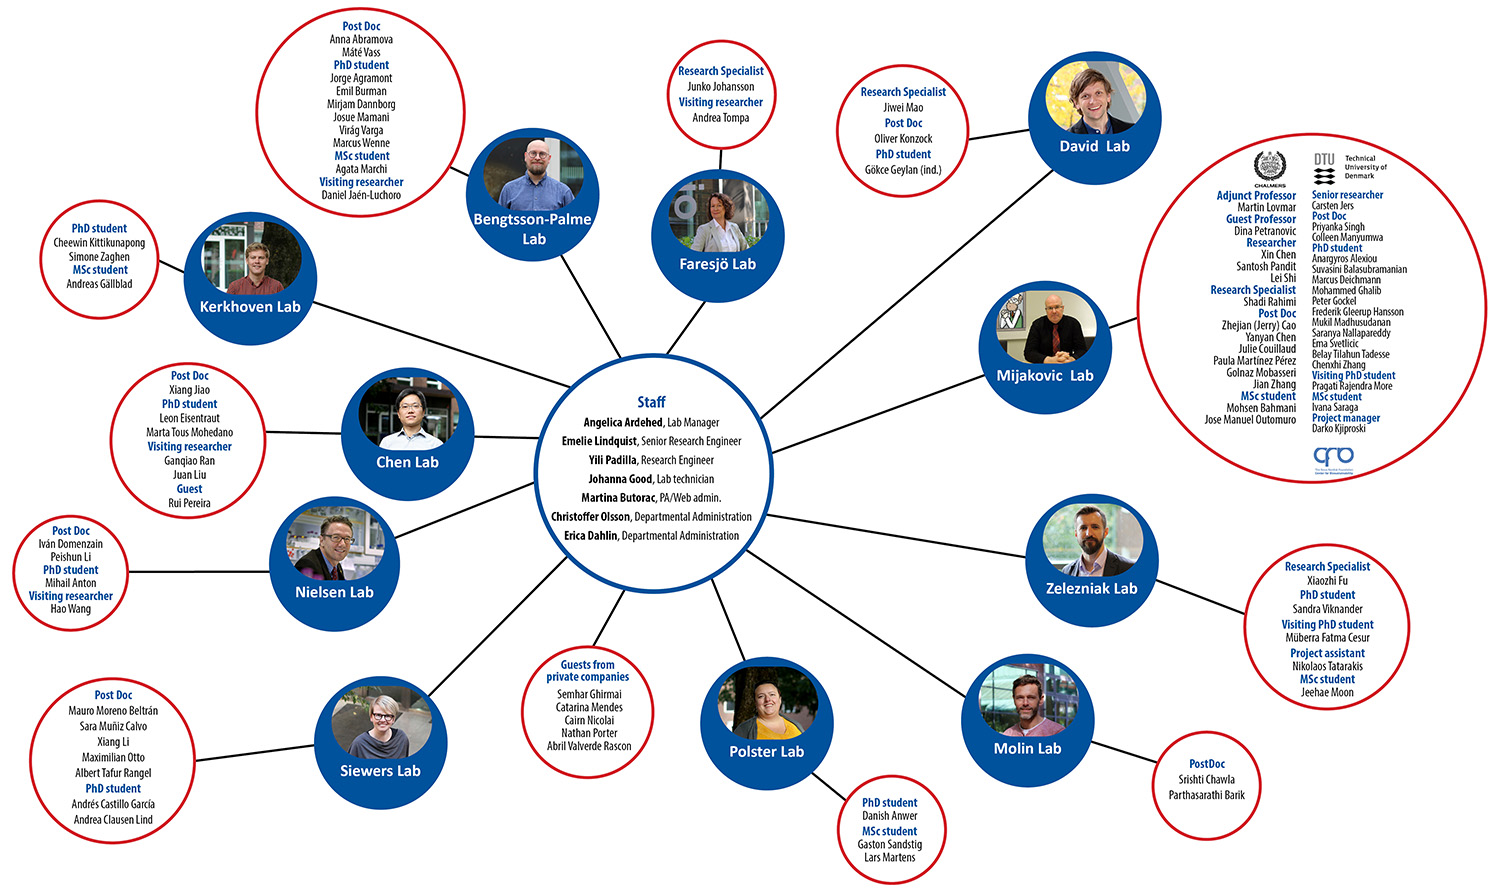 Post Doc
Anna Abramova
Máté Vass
PhD student
Jorge Agramont
Emil Burman
Mirjam Dannborg
Josue Mamani
Virág Varga
Marcus Wenne
MSc student
Agata Marchi
Visiting researcher
Daniel Jaén-Luchoro
Bengtsson-Palme
Lab
Research Specialist
Junko Johansson
Visiting researcher
Andrea Tompa
Faresjö Lab
Research Specialist
Jiwei Mao
Post Doc
Oliver Konzock
PhD student
Gökce Geylan (ind.)
David Lab
CHALMERS
Adjunct Professor
Martin Lovmar
Guest Professor
Dina Petranovic
Researcher
Xin Chen
Santosh Pandit
Lei Shi
Research Specialist
Shadi Rahimi
Post Doc
Zhejian (Jerry) Cao
Yanyan Chen
Julie Couillaud
Paula Martínez Pérez
Golnaz Mobasseri
Jian Zhang
MSc student
Mohsen Bahmani
Jose Manuel Outomuro
DTU
Technical
University of
Denmark
Senior researcher
Carsten Jers
Post Doc
Priyanka Singh
Colleen Manyumwa
PhD student
Anargyros Alexiou
Suvasini Balasubramanian
Marcus Deichmann
Mohammed Ghalib
Peter Gockel
Frederik Gleerup Hansson
Mukil Madhusudanan
Saranya Nallapareddy
Ema Svetlicic
Belay Tilahun Tadesse
Chenxhi Zhang
Visiting PhD student
Pragati Rajendra More
MSc student
Ivana Saraga
Project manager
Darko Kjiproski
Mijakovic Lab
PhD student
Cheewin Kittikunapong
Simone Zaghen
MSc student
Andreas Gällblad
Kerkhoven Lab
Post Doc
Xiang Jiao
PhD student
Leon Eisentraut
Marta Tous Mohedano
Visiting researcher
Ganqiao Ran
Juan Liu
Guest
Rui Pereira
Chen Lab
Staff
Angelica Ardehed, Lab Manager
Emelie Lindquist, Senior Research Engineer
Yili Padilla, Research Engineer
Johanna Good, Lab technician
Martina Butorac, PA/Web admin.
Christoffer Olsson, Departmental Administration
Erica Dahlin, Departmental Administration
Post Doc
Iván Domenzain
Peishun Li
PhD student
Mihail Anton
Visiting researcher
Hao Wang
Nielsen Lab
Zelezniak Lab
Research Specialist
Xiaozhi Fu
PhD student
Sandra Viknander
Visiting PhD student
Müberra Fatma Cesur
Project assistant
Nikolaos Tatarakis
MSc student
Jeehae Moon
Post Doc
Mauro Moreno Beltrán
Sara Muñiz Calvo
Xiang Li
Maximilian Otto
Albert Tafur Rangel
PhD student
Andrés Castillo García
Andrea Clausen Lind
Siewers Lab
Guests from
private companies
Semhar Ghirmai
Catarina Mendes
Cairn Nicolai
Nathan Porter
Abril Valverde Rascon
Polster Lab
PhD student
Danish Anwer
MSc student
Gaston Sandstig
Lars Martens
Molin Lab
PostDoc
Srishti Chawla
Parthasarathi Barik